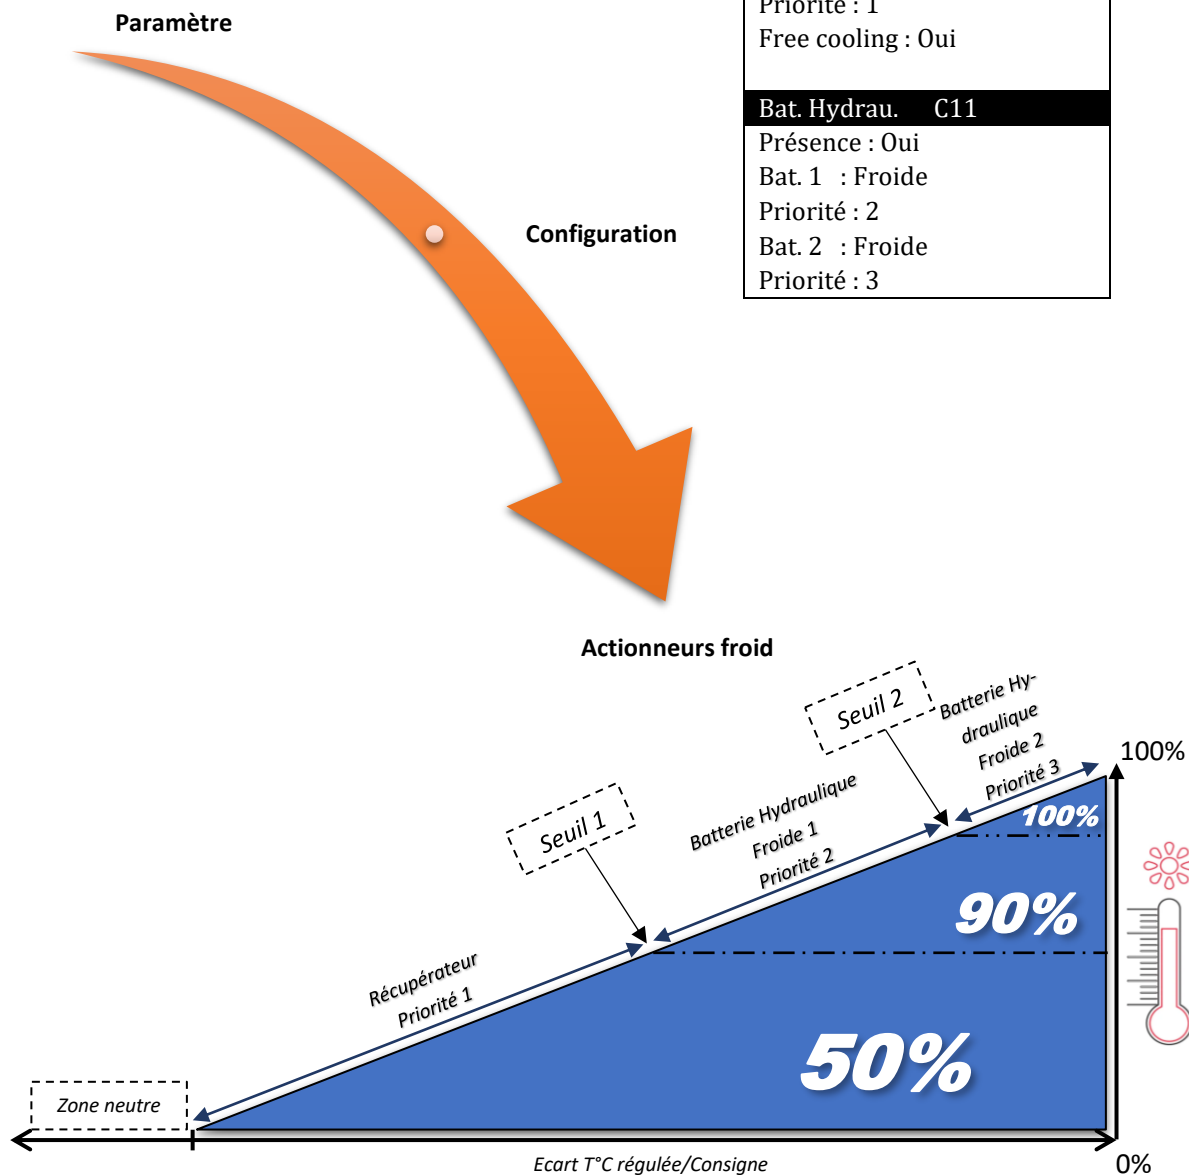 Priorité : 1
Paramètre
Free cooling : Oui
Bat. Hydrau. C11
Présence : Oui
Bat. 1 : Froide
Priorité : 2
Configuration
Bat. 2 : Froide
Priorité : 3
Actionneurs froid
Seuil 2
Batterie Hy-
draulique
Froide 2
Priorité 3
100%
100%
Seuil 1
Batterie Hydraulique
Froide 1
Priorité 2
90%
Récupérateur
Priorité 1
50%
Zone neutre
Ecart T°C régulée/Consigne
0%